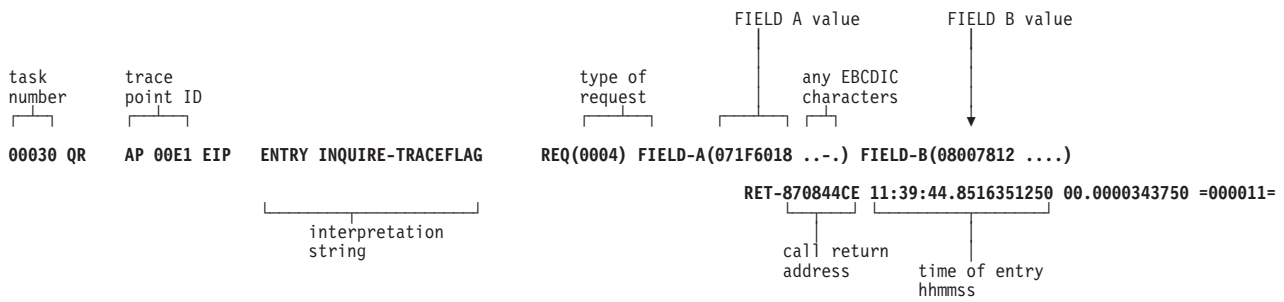 FIELD A value FIELD B value
task trace type of any EBCDIC
number point ID request characters
00030 QR AP 00E1 EIP ENTRY INQUIRE-TRACEFLAG REQ(0004) FIELD-A(071F6018 ..-.) FIELD-B(08007812 ....)
RET-870844CE 11:39:44.8516351250 00.0000343750 =000011=
interpretation
string
call return
address time of entry
hhmmss